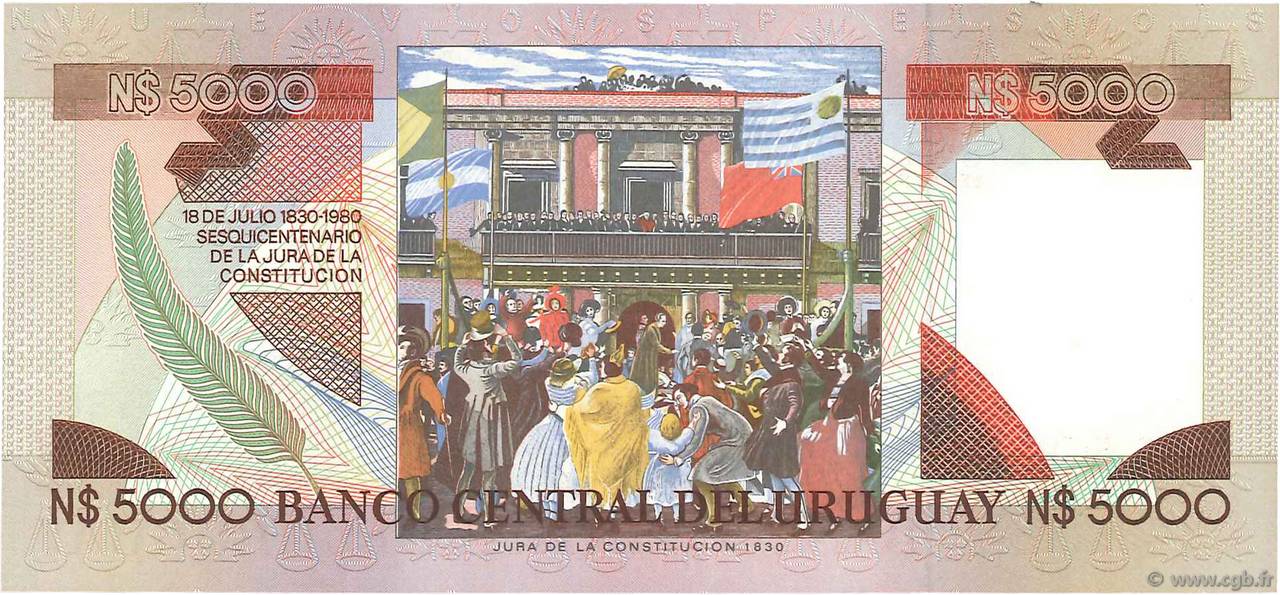 N$ 5000
N$ 5000
18 DE JULIO 1830-1980
SESQUICENTENARIO
DE LA JURA DE LA
CONSTITUCION
N$ 5000 BANCO CENTRAL DEL URUGUAY N$ 5000
JURA DE LA CONSTITUCION 1830
© www.cgb.fr